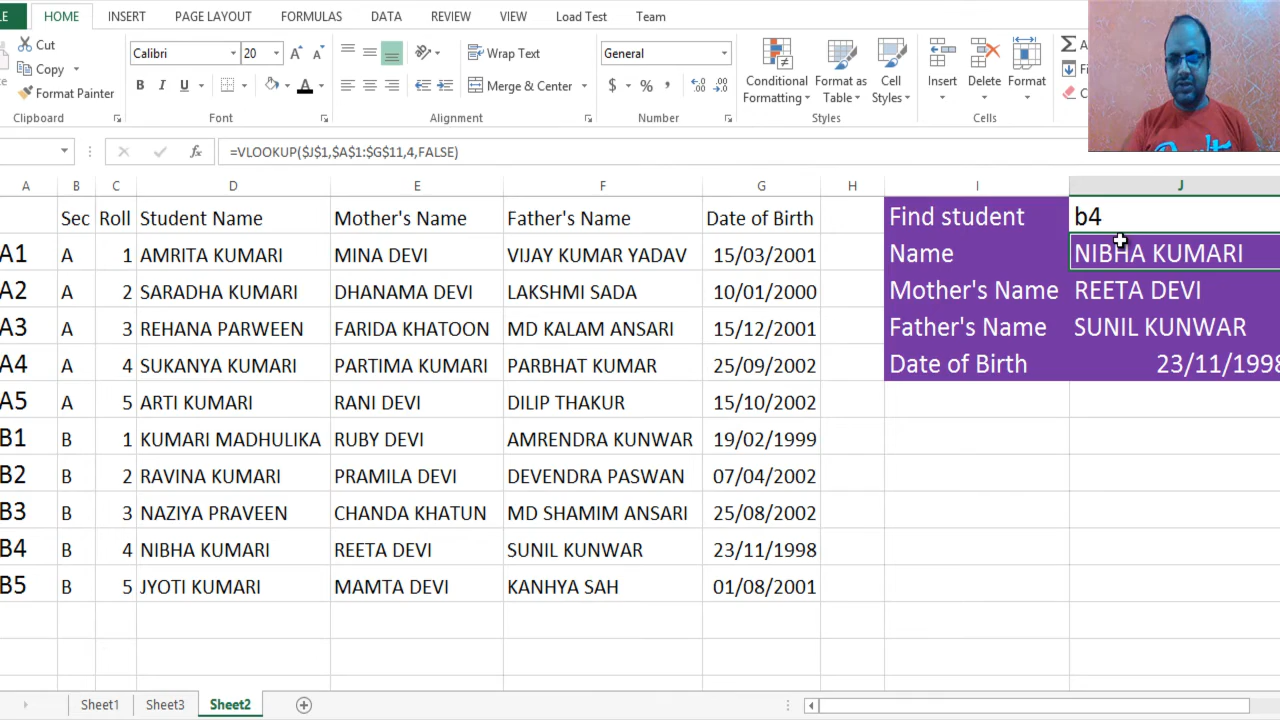 HOME INSERT PAGE LAYOUT FORMULAS DATA REVIEW VIEW Load Test Team
Cut
Copy
Format Painter
Clipboard
Calibri 20
B I U A
Font
Wrap Text
Merge & Center
Alignment
General
$ % ,
Number
Conditional Formatting
Format as Table
Cell Styles
Styles
Insert Delete Format
Cells
=VLOOKUP($J$1,$A$1:$G$11,4,FALSE)
A B C D E F G H I J
Sec Roll Student Name Mother's Name Father's Name Date of Birth Find student b4
A1 A 1 AMRITA KUMARI MINA DEVI VIJAY KUMAR YADAV 15/03/2001 Name NIBHA KUMARI
A2 A 2 SARADHA KUMARI DHANAMA DEVI LAKSHMI SADA 10/01/2000 Mother's Name REETA DEVI
A3 A 3 REHANA PARWEEN FARIDA KHATOON MD KALAM ANSARI 15/12/2001 Father's Name SUNIL KUNWAR
A4 A 4 SUKANYA KUMARI PARTIMA KUMARI PARBHAT KUMAR 25/09/2002 Date of Birth 23/11/1998
A5 A 5 ARTI KUMARI RANI DEVI DILIP THAKUR 15/10/2002
B1 B 1 KUMARI MADHULIKA RUBY DEVI AMRENDRA KUNWAR 19/02/1999
B2 B 2 RAVINA KUMARI PRAMILA DEVI DEVENDRA PASWAN 07/04/2002
B3 B 3 NAZIYA PRAVEEN CHANDA KHATUN MD SHAMIM ANSARI 25/08/2002
B4 B 4 NIBHA KUMARI REETA DEVI SUNIL KUNWAR 23/11/1998
B5 B 5 JYOTI KUMARI MAMTA DEVI KANHYA SAH 01/08/2001
Sheet1 Sheet3 Sheet2